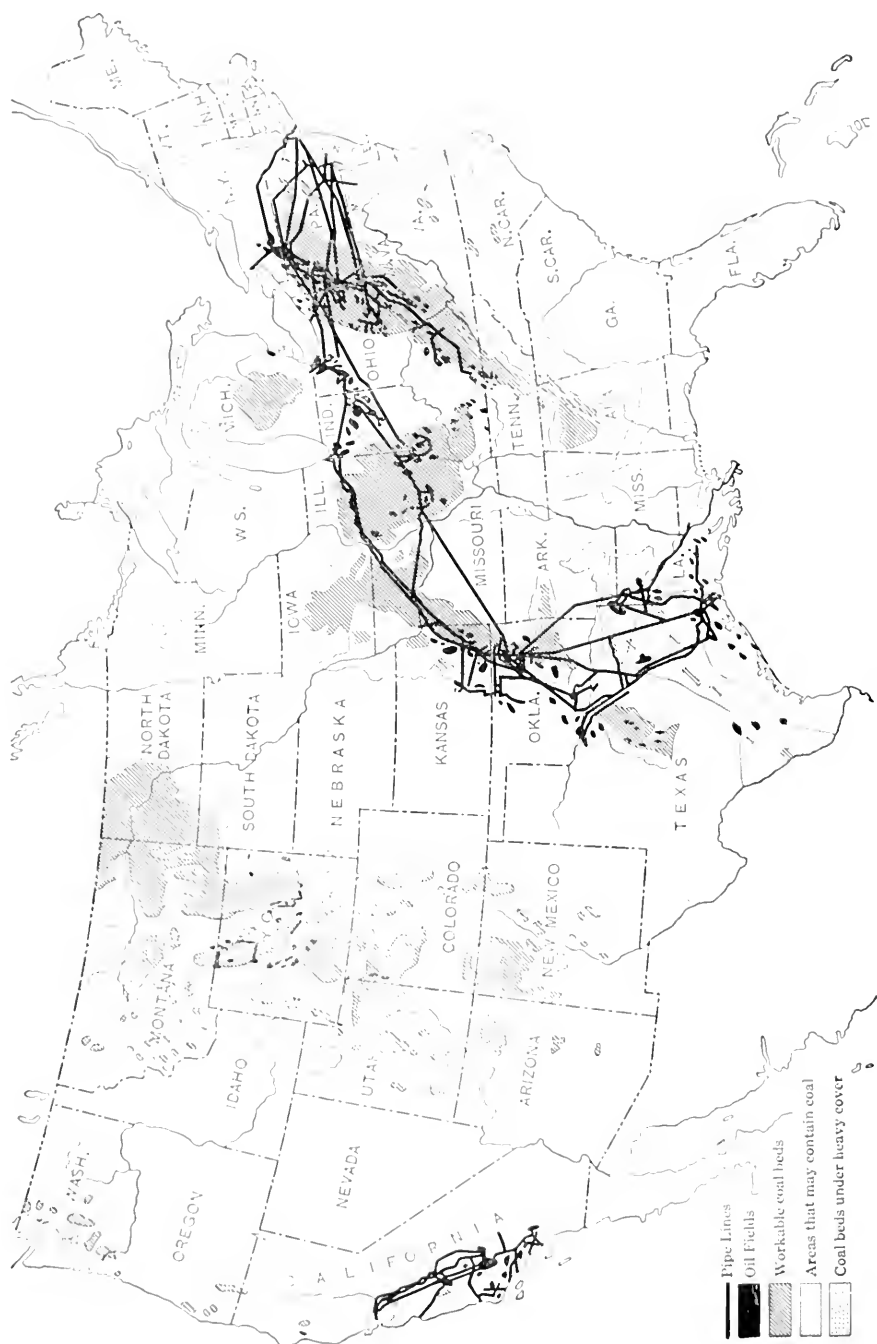 WASH.
OREGON
CALIFORNIA
NEVADA
IDAHO
MONTANA
UTAH
ARIZONA
COLORADO
NEW MEXICO
NORTH
DAKOTA
SOUTH DAKOTA
NEBRASKA
KANSAS
OKLA.
TEXAS
MINN.
IOWA
MISSOURI
ARK.
LA.
ILL.
MICH.
IND.
OHIO
TENN.
MISS.
GA.
FLA.
S.CAR.
N.CAR.
PA.
N.Y.
N.H.
ME.
Pipe Lines
Oil Fields
Workable coal beds
Areas that may contain coal
Coal beds under heavy cover